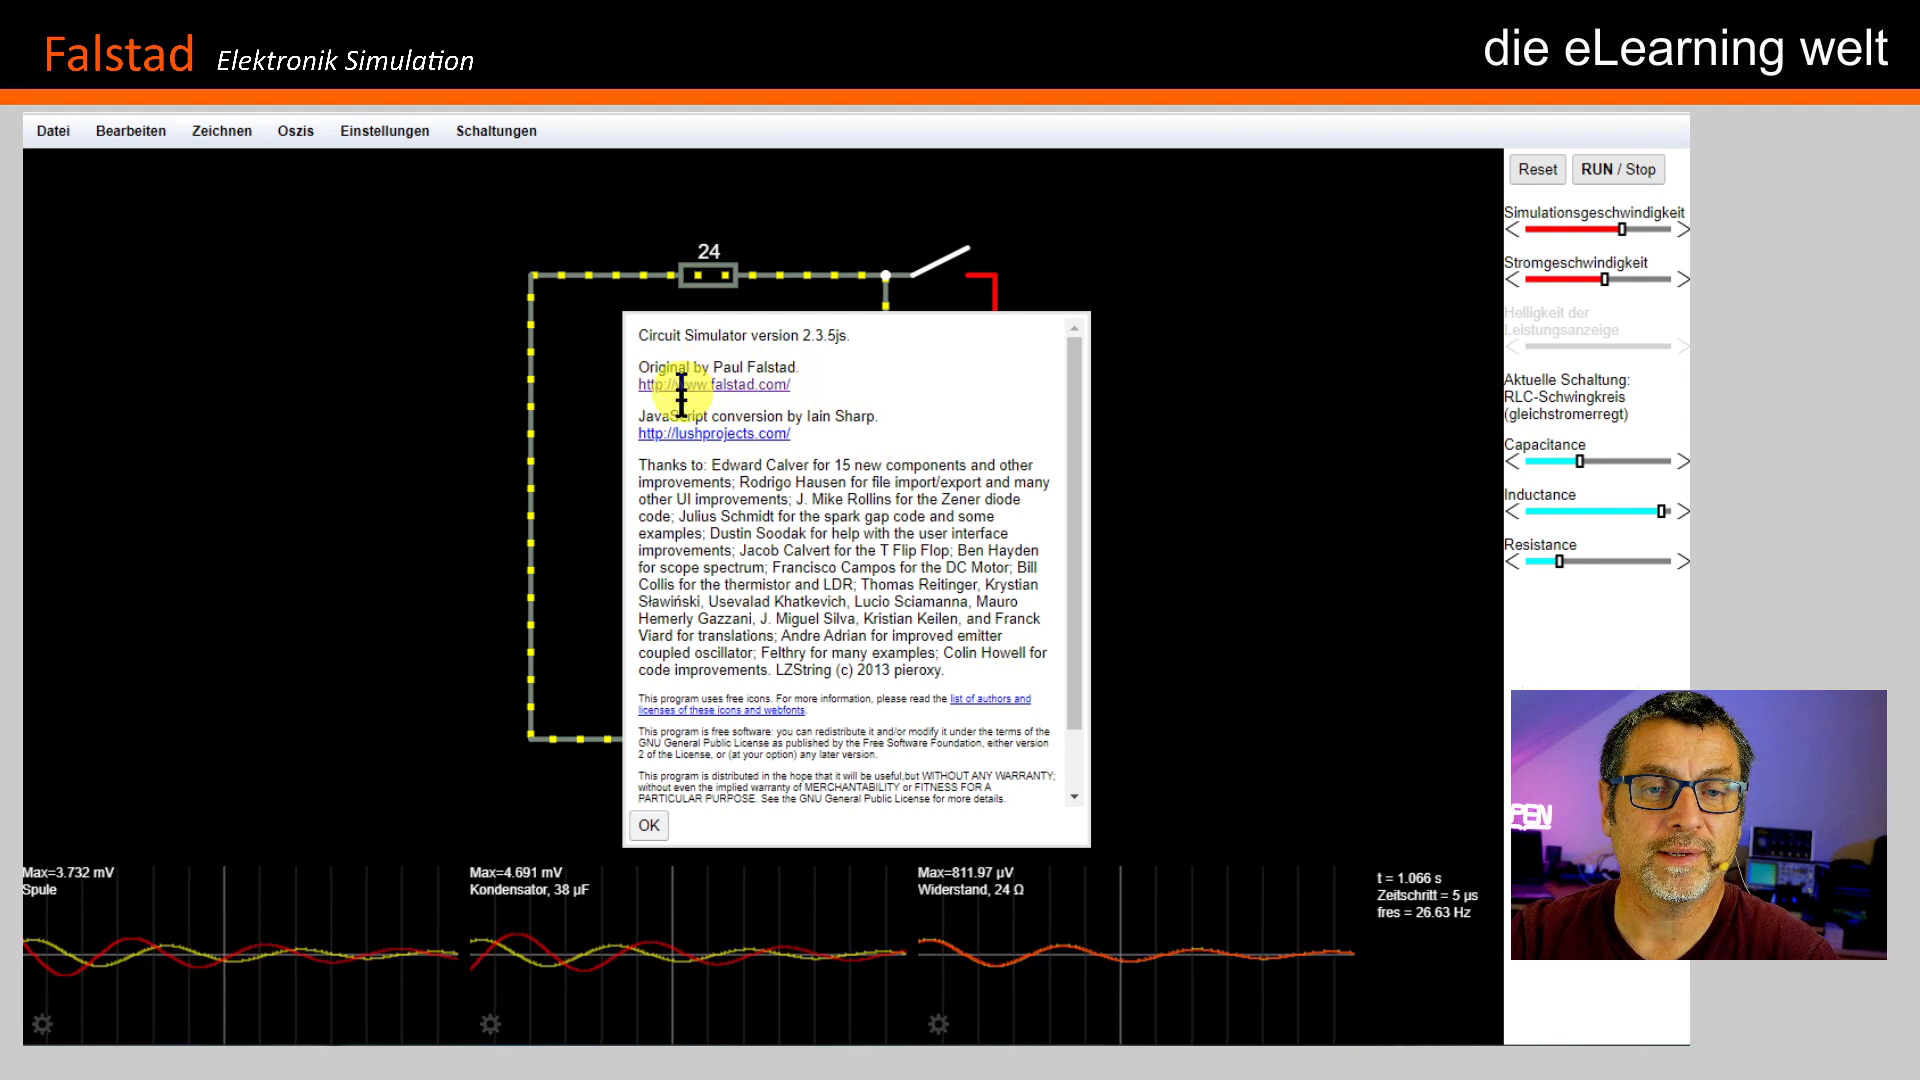 Falstad Elektronik Simulation
die eLearning welt
Datei Bearbeiten Zeichnen Oszis Einstellungen Schaltungen
Reset RUN / Stop
Simulationsgeschwindigkeit
Stromgeschwindigkeit
Helligkeit der
Leistungsanzeige
Aktuelle Schaltung:
RLC-Schwingkreis
(gleichstromerregt)
Capacitance
Inductance
Resistance
24
Circuit Simulator version 2.3.5js.
Original by Paul Falstad.
http://www.falstad.com/
JavaScript conversion by Iain Sharp.
http://lushprojects.com/
Thanks to: Edward Calver for 15 new components and other
improvements; Rodrigo Hausen for file import/export and many
other UI improvements; J. Mike Rollins for the Zener diode
code; Julius Schmidt for the spark gap code and some
examples; Dustin Soodak for help with the user interface
improvements; Jacob Calvert for the T Flip Flop; Ben Hayden
for scope spectrum; Francisco Campos for the DC Motor; Bill
Collis for the thermistor and LDR; Thomas Reitinger, Krystian
Sławiński, Usevalad Khatkevich, Lucio Sciamanna, Mauro
Hemerly Gazzani, J. Miguel Silva, Kristian Keilen, and Franck
Viard for translations; Andre Adrian for improved emitter
coupled oscillator; Felthry for many examples; Colin Howell for
code improvements. LZString (c) 2013 pieroxy.
This program uses free icons. For more information, please read the list of authors and
licenses of these icons and webfonts.
This program is free software: you can redistribute it and/or modify it under the terms of the
GNU General Public License as published by the Free Software Foundation, either version
2 of the License, or (at your option) any later version.
This program is distributed in the hope that it will be useful,but WITHOUT ANY WARRANTY;
without even the implied warranty of MERCHANTABILITY or FITNESS FOR A
PARTICULAR PURPOSE. See the GNU General Public License for more details.
OK
Max=3.732 mV
Spule
Max=4.691 mV
Kondensator, 38 µF
Max=811.97 µV
Widerstand, 24 Ω
t = 1.066 s
Zeitschritt = 5 µs
fres = 26.63 Hz
PEN